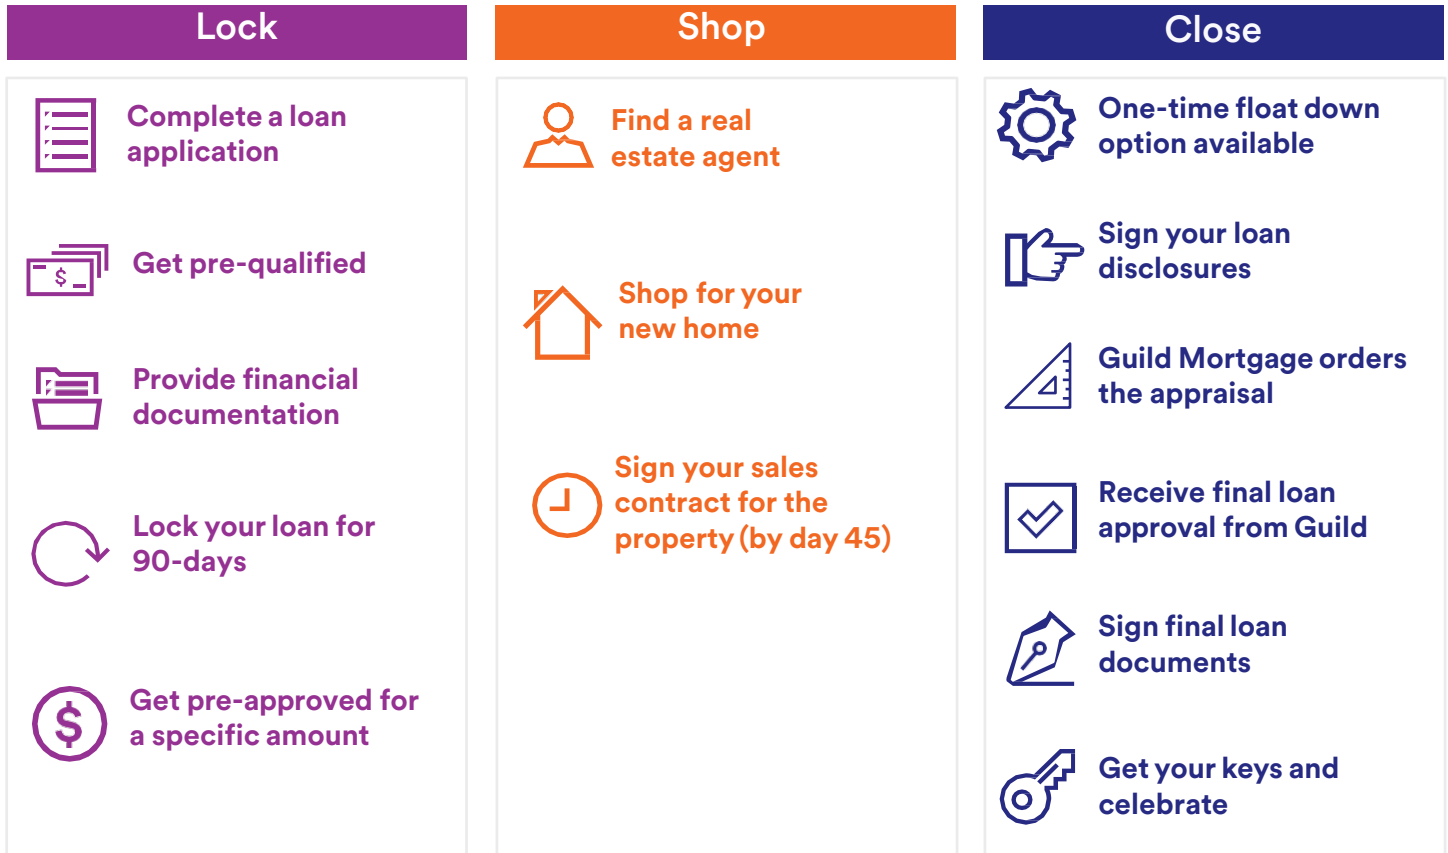 Lock
Complete a loan
application
Get pre-qualified
Provide financial
documentation
Lock your loan for
90-days
Get pre-approved for
a specific amount
Shop
Find a real
estate agent
Shop for your
new home
Sign your sales
contract for the
property (by day 45)
Close
One-time float down
option available
Sign your loan
disclosures
Guild Mortgage orders
the appraisal
Receive final loan
approval from Guild
Sign final loan
documents
Get your keys and
celebrate